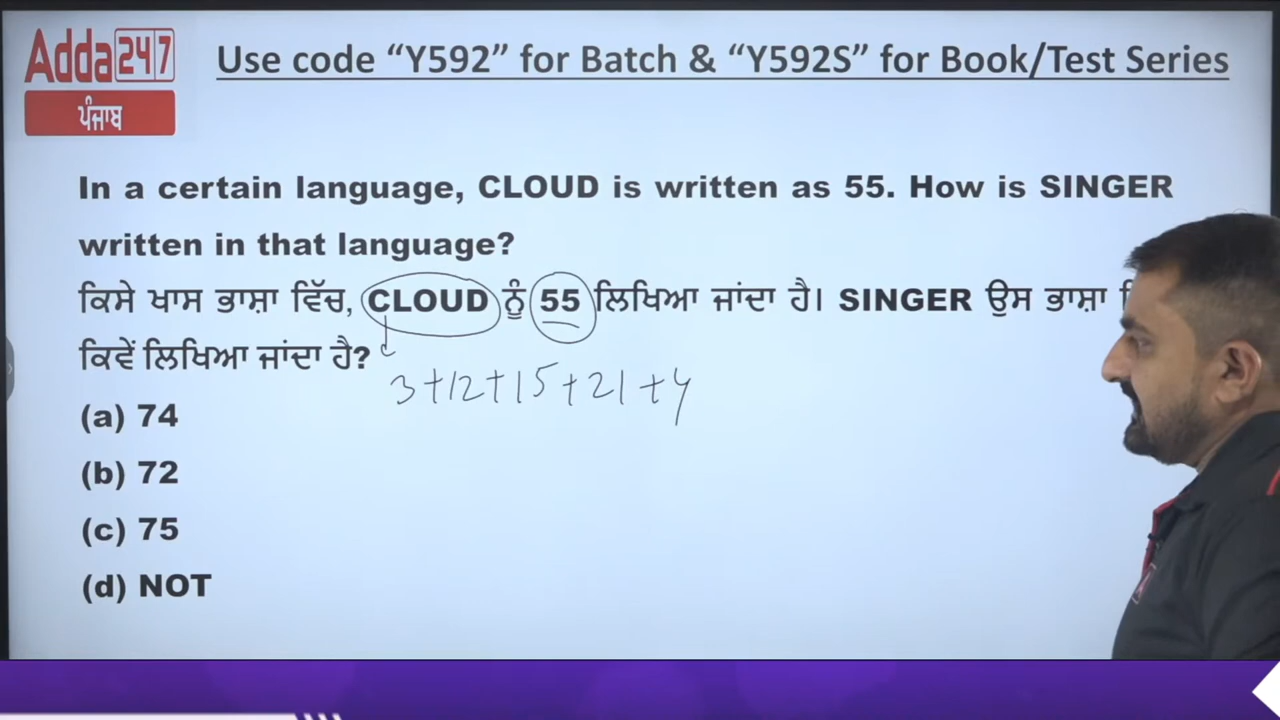 Adda 247
ਪੰਜਾਬ
Use code “Y592” for Batch & “Y592S” for Book/Test Series
In a certain language, CLOUD is written as 55. How is SINGER
written in that language?
ਕਿਸੇ ਖਾਸ ਭਾਸ਼ਾ ਵਿੱਚ, CLOUD ਨੂੰ 55 ਲਿਖਿਆ ਜਾਂਦਾ ਹੈ। SINGER ਉਸ ਭਾਸ਼ਾ
ਕਿਵੇਂ ਲਿਖਿਆ ਜਾਂਦਾ ਹੈ?
3+12+15+21+4
(a) 74
(b) 72
(c) 75
(d) NOT